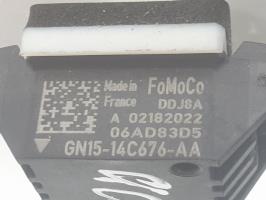 Made in FoMoCo
France DDJ8A
A 02182022
06AD83D5
GN15-14C676-AA